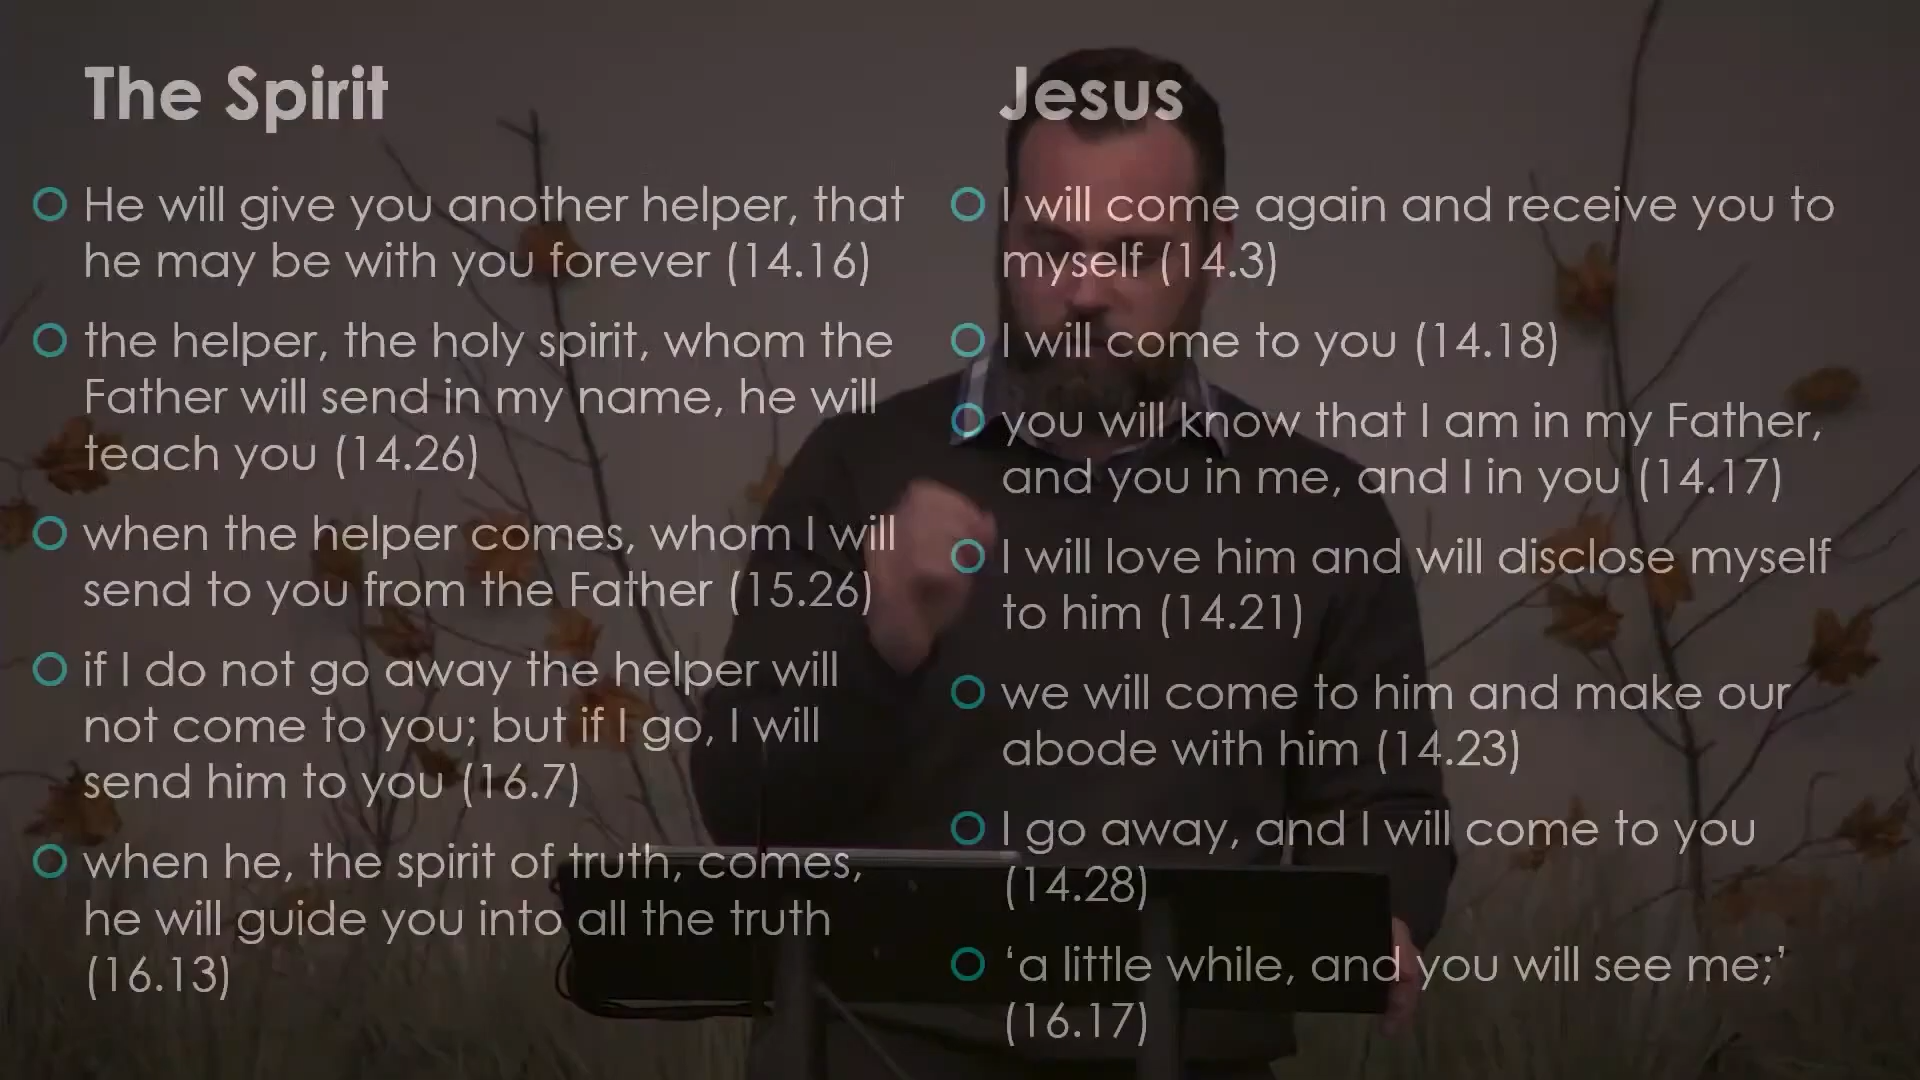 The Spirit
He will give you another helper, that
he may be with you forever (14.16)
the helper, the holy spirit, whom the
Father will send in my name, he will
teach you (14.26)
when the helper comes, whom I will
send to you from the Father (15.26)
if I do not go away the helper will
not come to you; but if I go, I will
send him to you (16.7)
when he, the spirit of truth, comes,
he will guide you into all the truth
(16.13)
Jesus
I will come again and receive you to
myself (14.3)
I will come to you (14.18)
you will know that I am in my Father,
and you in me, and I in you (14.17)
I will love him and will disclose myself
to him (14.21)
we will come to him and make our
abode with him (14.23)
I go away, and I will come to you
(14.28)
‘a little while, and you will see me;’
(16.17)